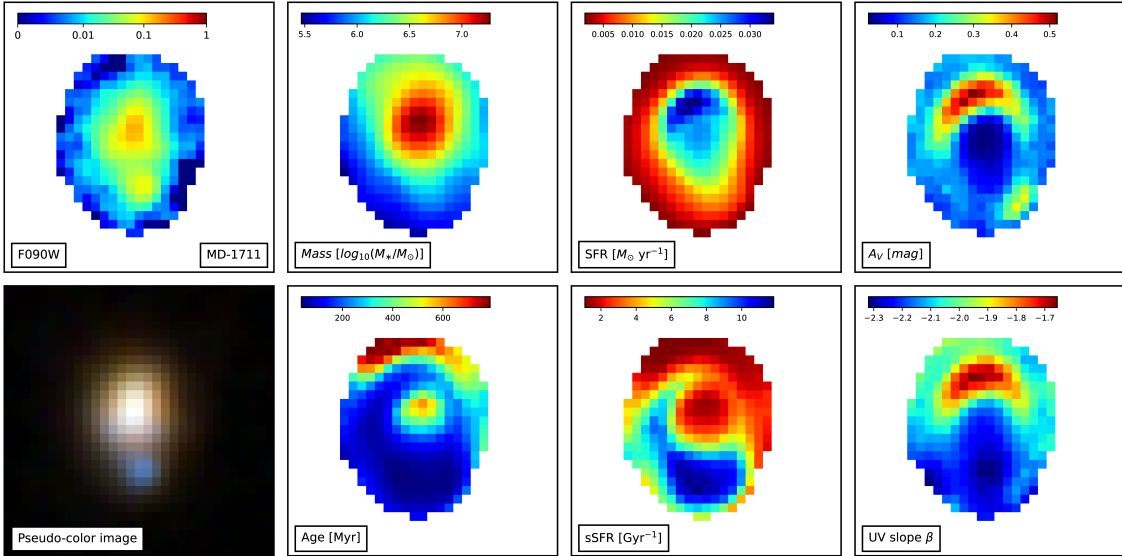 0 0.01 0.1 1
F090W
MD-1711
5.5 6.0 6.5 7.0
Mass [log₁₀(M∗/M⊙)]
0.005 0.010 0.015 0.020 0.025 0.030
SFR [M⊙ yr⁻¹]
0.1 0.2 0.3 0.4 0.5
A_V [mag]
Pseudo-color image
200 400 600
Age [Myr]
2 4 6 8 10
sSFR [Gyr⁻¹]
−2.3 −2.2 −2.1 −2.0 −1.9 −1.8 −1.7
UV slope β